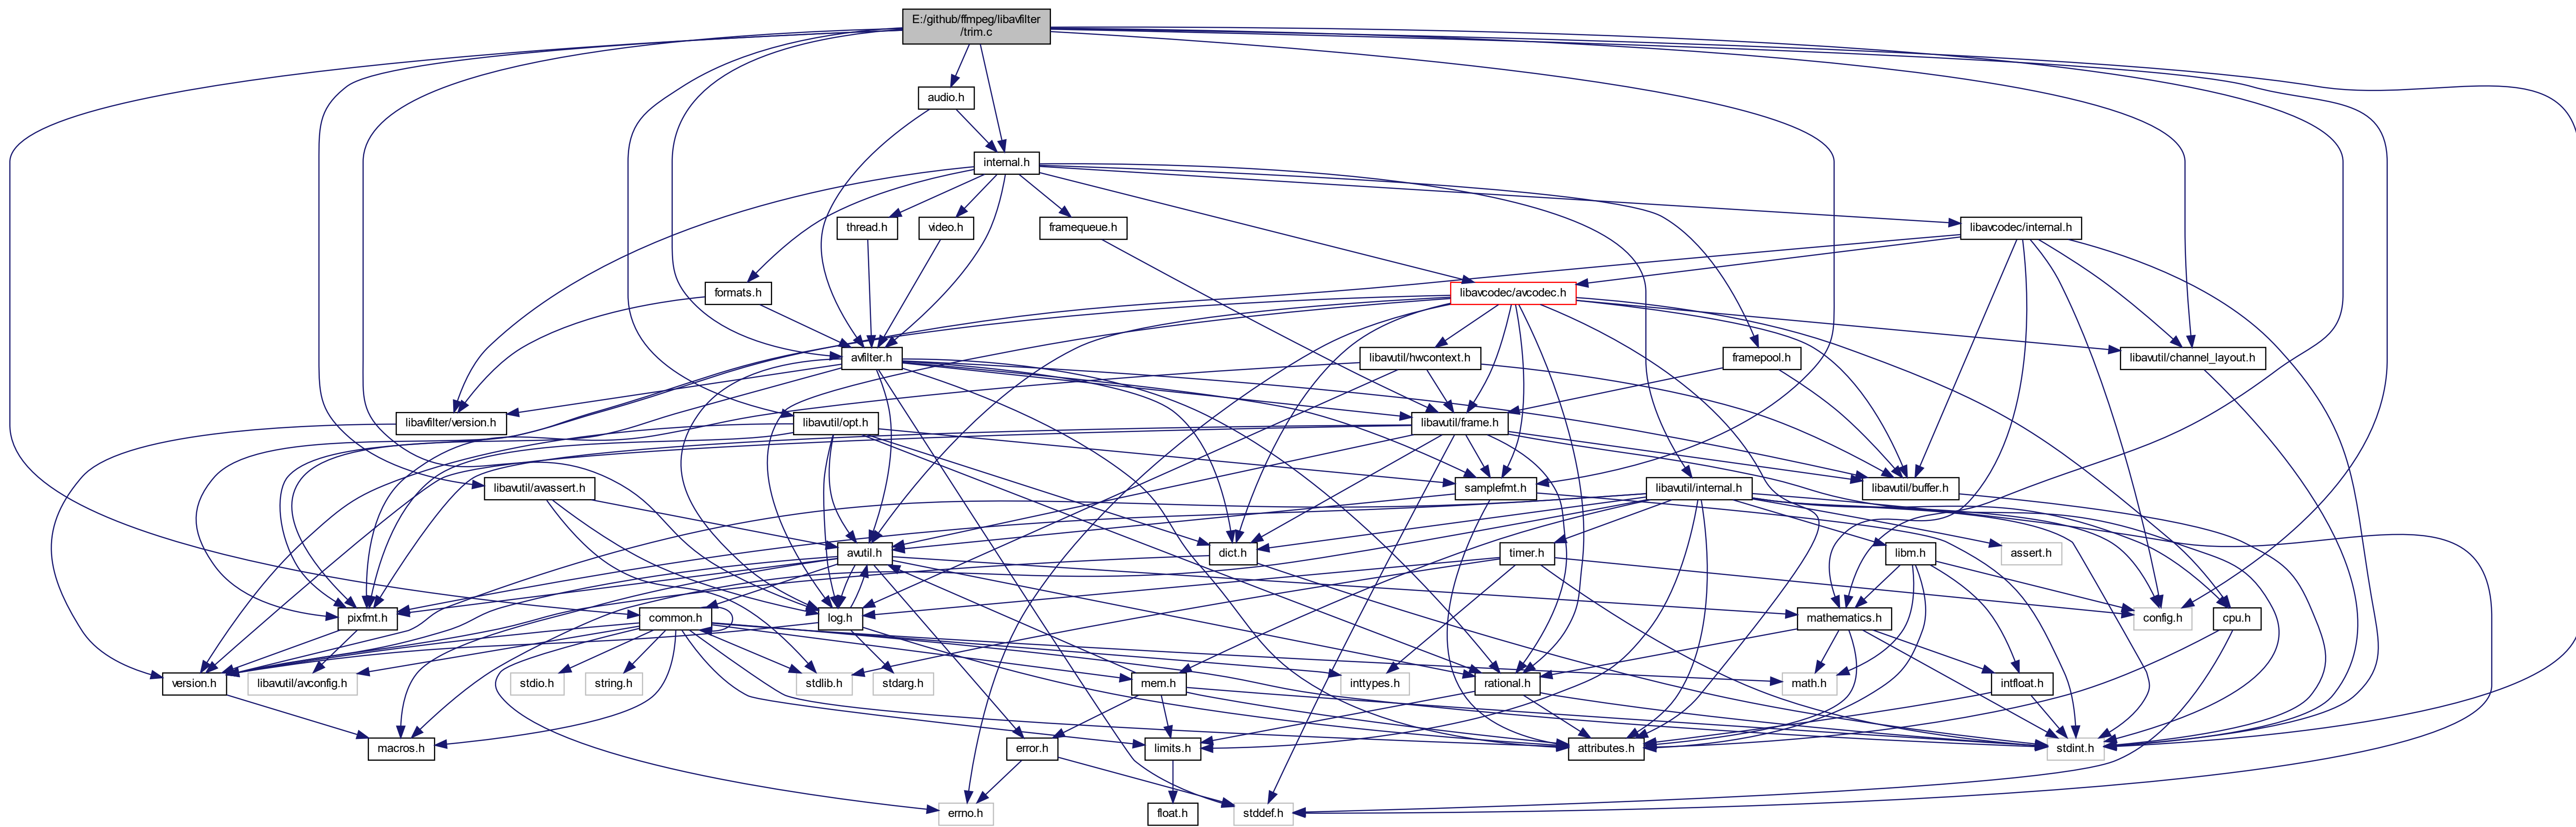 E:/github/ffmpeg/libavfilter
/trim.c
audio.h
internal.h
thread.h
video.h
framequeue.h
libavcodec/internal.h
formats.h
libavcodec/avcodec.h
avfilter.h
libavutil/hwcontext.h
framepool.h
libavutil/channel_layout.h
libavfilter/version.h
libavutil/opt.h
libavutil/frame.h
libavutil/avassert.h
samplefmt.h
libavutil/internal.h
libavutil/buffer.h
avutil.h
dict.h
timer.h
libm.h
assert.h
pixfmt.h
common.h
log.h
mathematics.h
config.h
cpu.h
version.h
libavutil/avconfig.h
stdio.h
string.h
stdlib.h
stdarg.h
mem.h
inttypes.h
rational.h
math.h
intfloat.h
macros.h
error.h
limits.h
attributes.h
stdint.h
errno.h
float.h
stddef.h